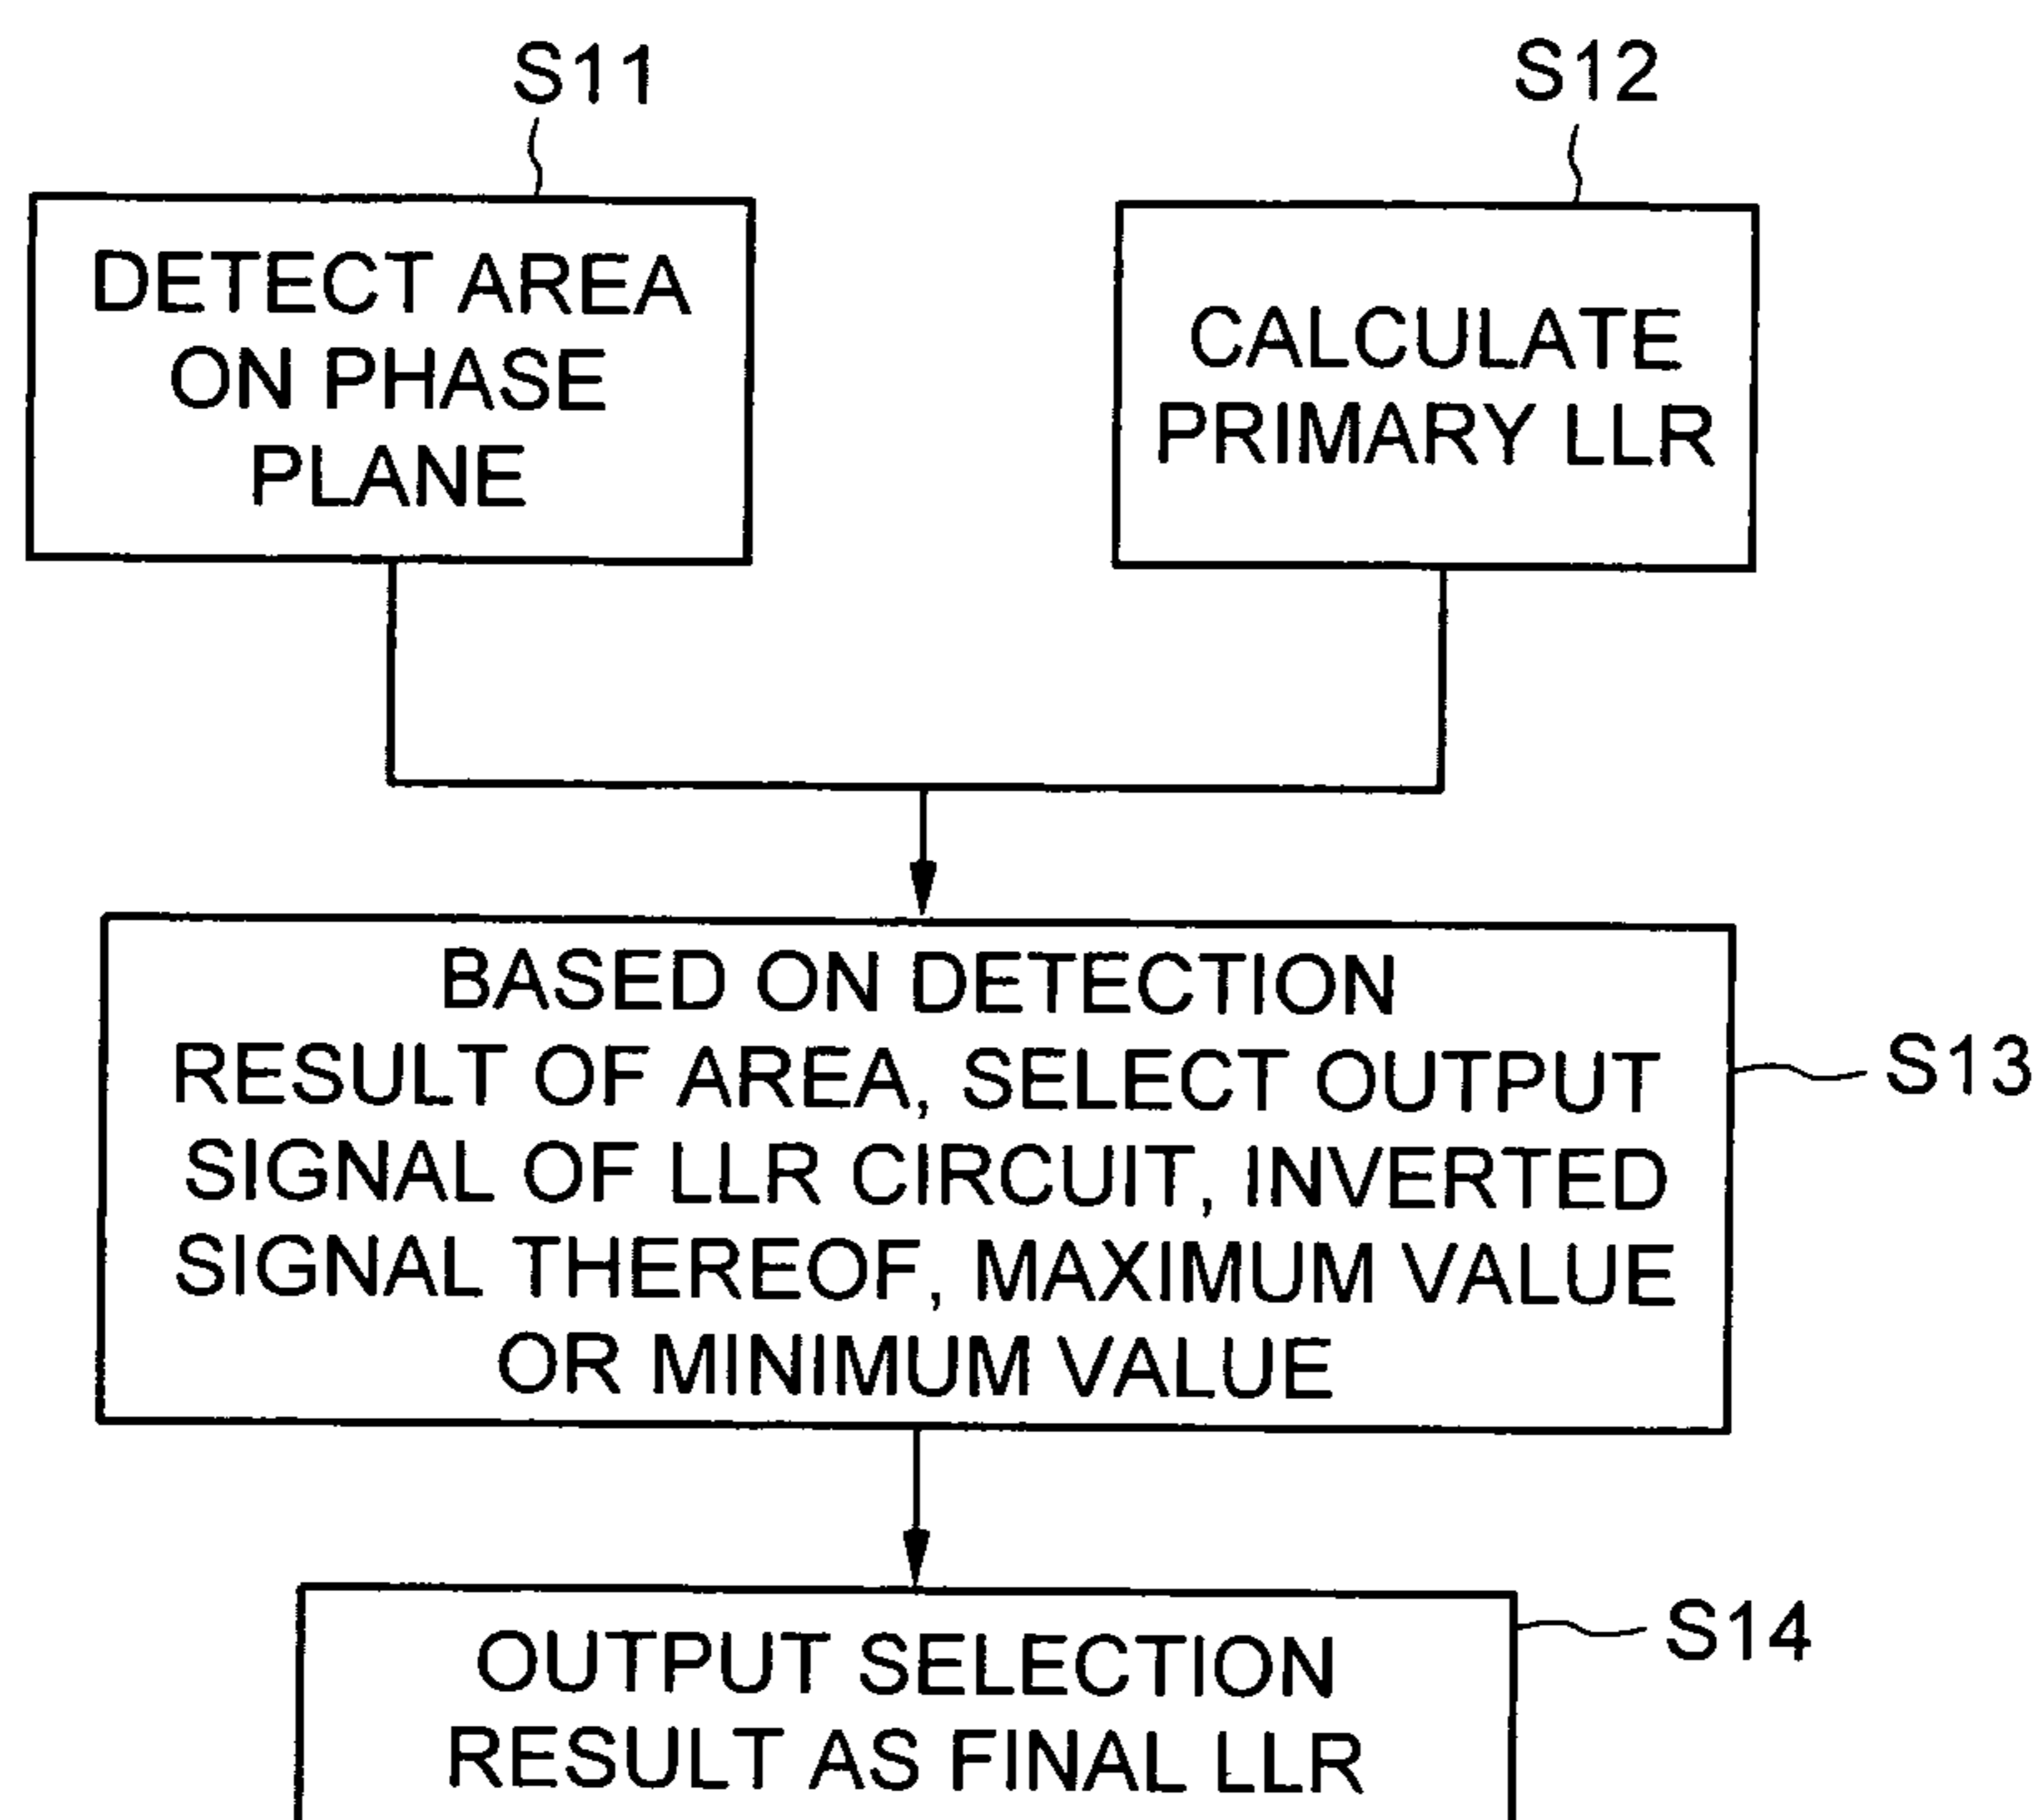 S11
S12
DETECT AREA
ON PHASE
PLANE
CALCULATE
PRIMARY LLR
BASED ON DETECTION
RESULT OF AREA, SELECT OUTPUT
SIGNAL OF LLR CIRCUIT, INVERTED
SIGNAL THEREOF, MAXIMUM VALUE
OR MINIMUM VALUE
S13
OUTPUT SELECTION
RESULT AS FINAL LLR
S14